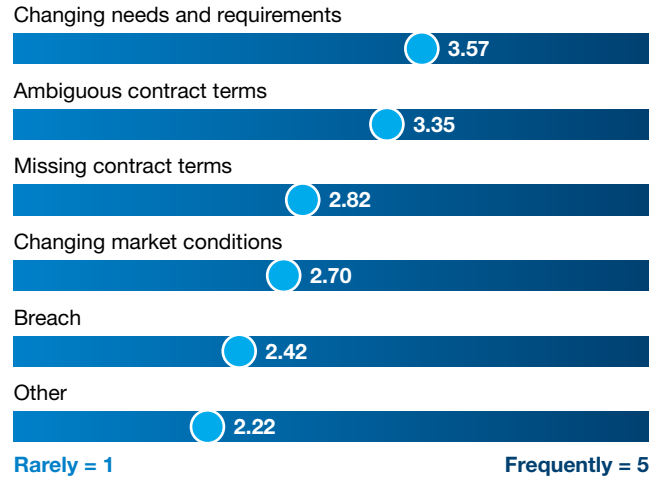 Changing needs and requirements
3.57
Ambiguous contract terms
3.35
Missing contract terms
2.82
Changing market conditions
2.70
Breach
2.42
Other
2.22
Rarely = 1 Frequently = 5